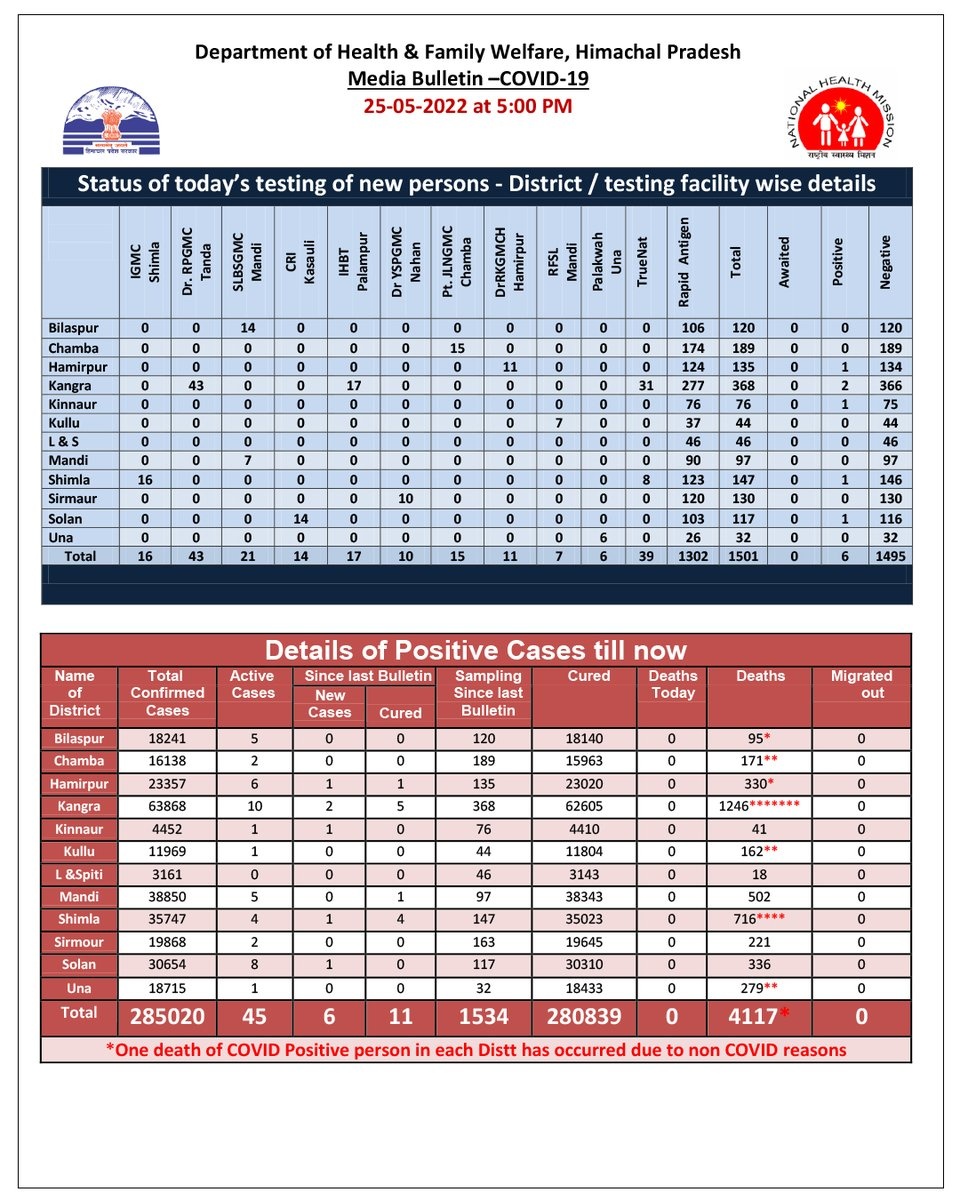 Department of Health & Family Welfare, Himachal Pradesh
Media Bulletin –COVID-19
25-05-2022 at 5:00 PM
NATIONAL HEALTH MISSION
राष्ट्रीय स्वास्थ्य मिशन
Status of today's testing of new persons - District / testing facility wise details
IGMC Shimla Dr. RPGMC Tanda SLBSGMC Mandi CRI Kasauli IHBT Palampur Dr YSPGMC Nahan Pt. JLNGMC Chamba DrRKGMCH Hamirpur RFSL Mandi Palakwah Una TrueNat Rapid Antigen Total Awaited Positive Negative
Bilaspur 0 0 14 0 0 0 0 0 0 0 0 106 120 0 0 120
Chamba 0 0 0 0 0 0 15 0 0 0 0 174 189 0 0 189
Hamirpur 0 0 0 0 0 0 0 11 0 0 0 124 135 0 1 134
Kangra 0 43 0 0 17 0 0 0 0 0 31 277 368 0 2 366
Kinnaur 0 0 0 0 0 0 0 0 0 0 0 76 76 0 1 75
Kullu 0 0 0 0 0 0 0 0 7 0 0 37 44 0 0 44
L & S 0 0 0 0 0 0 0 0 0 0 0 46 46 0 0 46
Mandi 0 0 7 0 0 0 0 0 0 0 0 90 97 0 0 97
Shimla 16 0 0 0 0 0 0 0 0 0 8 123 147 0 1 146
Sirmaur 0 0 0 0 0 10 0 0 0 0 0 120 130 0 0 130
Solan 0 0 0 14 0 0 0 0 0 0 0 103 117 0 1 116
Una 0 0 0 0 0 0 0 0 0 6 0 26 32 0 0 32
Total 16 43 21 14 17 10 15 11 7 6 39 1302 1501 0 6 1495
Details of Positive Cases till now
Name of District Total Confirmed Cases Active Cases Since last Bulletin New Cases Cured Sampling Since last Bulletin Cured Deaths Today Deaths Migrated out
Bilaspur 18241 5 0 0 120 18140 0 95* 0
Chamba 16138 2 0 0 189 15963 0 171** 0
Hamirpur 23357 6 1 1 135 23020 0 330* 0
Kangra 63868 10 2 5 368 62605 0 1246******* 0
Kinnaur 4452 1 1 0 76 4410 0 41 0
Kullu 11969 1 0 0 44 11804 0 162** 0
L &Spiti 3161 0 0 0 46 3143 0 18 0
Mandi 38850 5 0 1 97 38343 0 502 0
Shimla 35747 4 1 4 147 35023 0 716**** 0
Sirmour 19868 2 0 0 163 19645 0 221 0
Solan 30654 8 1 0 117 30310 0 336 0
Una 18715 1 0 0 32 18433 0 279** 0
Total 285020 45 6 11 1534 280839 0 4117* 0
*One death of COVID Positive person in each Distt has occurred due to non COVID reasons